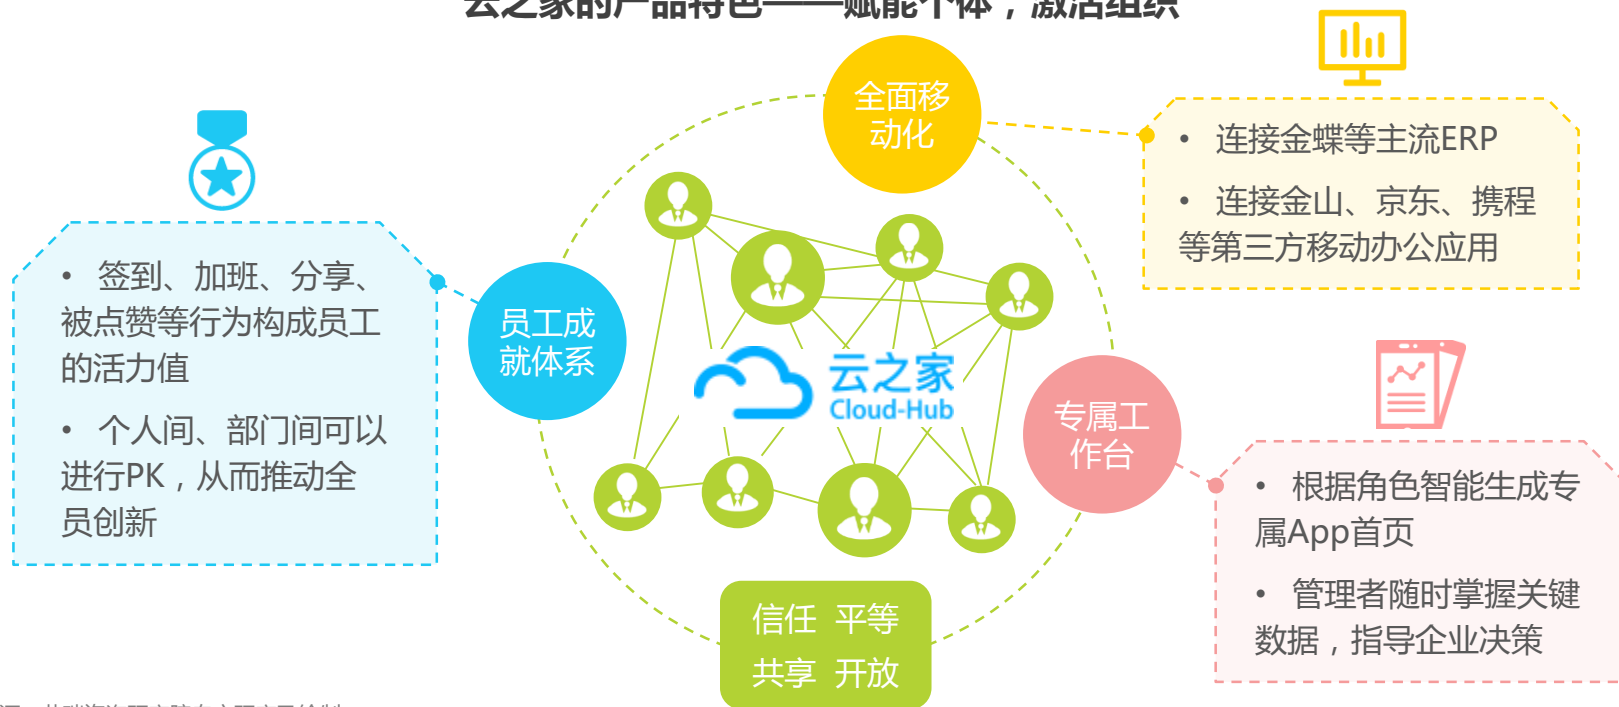 云之家的产品特色——赋能个体，激活组织
全面移
动化
• 连接金蝶等主流ERP
• 连接金山、京东、携程
等第三方移动办公应用
• 签到、加班、分享、
被点赞等行为构成员工
的活力值
• 个人间、部门间可以
进行PK，从而推动全
员创新
员工成
就体系
云之家
Cloud-Hub
专属工
作台
• 根据角色智能生成专
属App首页
• 管理者随时掌握关键
数据，指导企业决策
信任 平等
共享 开放